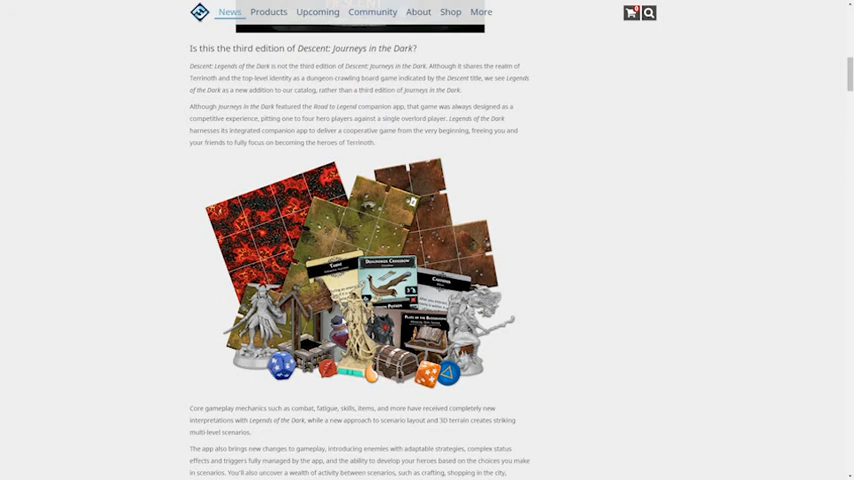 News Products Upcoming Community About Shop More
Is this the third edition of Descent: Journeys in the Dark?
Descent: Legends of the Dark is not the third edition of Descent: Journeys in the Dark. Although it shares the realm of
Terrinoth and the top-level identity as a dungeon-crawling board game indicated by the Descent title, we see Legends
of the Dark as a new addition to our catalog, rather than a third edition of Journeys in the Dark.
Although Journeys in the Dark featured the Road to Legend companion app, that game was always designed as a
competitive experience, pitting one to four hero players against a single overlord player. Legends of the Dark
harnesses its integrated companion app to deliver a cooperative game from the very beginning, freeing you and
your friends to fully focus on becoming the heroes of Terrinoth.
Core gameplay mechanics such as combat, fatigue, skills, items, and more have received completely new
interpretations with Legends of the Dark, while a new approach to scenario layout and 3D terrain creates striking
multi-level scenarios.
The app also brings new changes to gameplay, introducing enemies with adaptable strategies, complex status
effects and triggers fully managed by the app, and the ability to develop your heroes based on the choices you make
in scenarios. You'll also uncover a wealth of activity between scenarios, such as crafting, shopping in the city,